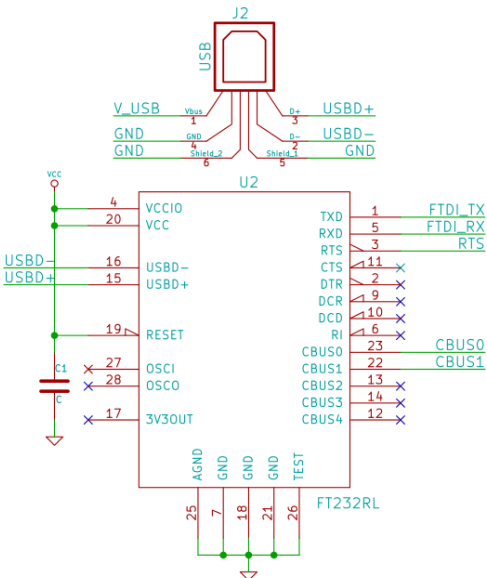 J2
USB
V_USB Vbus 1 D+ 3 USBD+
GND GND 4 D- 2 USBD-
GND Shield_2 6 Shield_1 5 GND
U2
VCC
4 VCCIO
20 VCC
TXD 1 FTDI_TX
RXD 5 FTDI_RX
RTS 3 RTS
USBD- 16 USBD-
USBD+ 15 USBD+
CTS 11
DTR 2
DCR 9
DCD 10
19 RESET
RI 6
CBUS0 23 CBUS0
C1
27 OSCI
CBUS1 22 CBUS1
28 OSCO
CBUS2 13
C
CBUS3 14
17 3V3OUT
CBUS4 12
AGND GND GND GND TEST
25 7 18 21 26
FT232RL